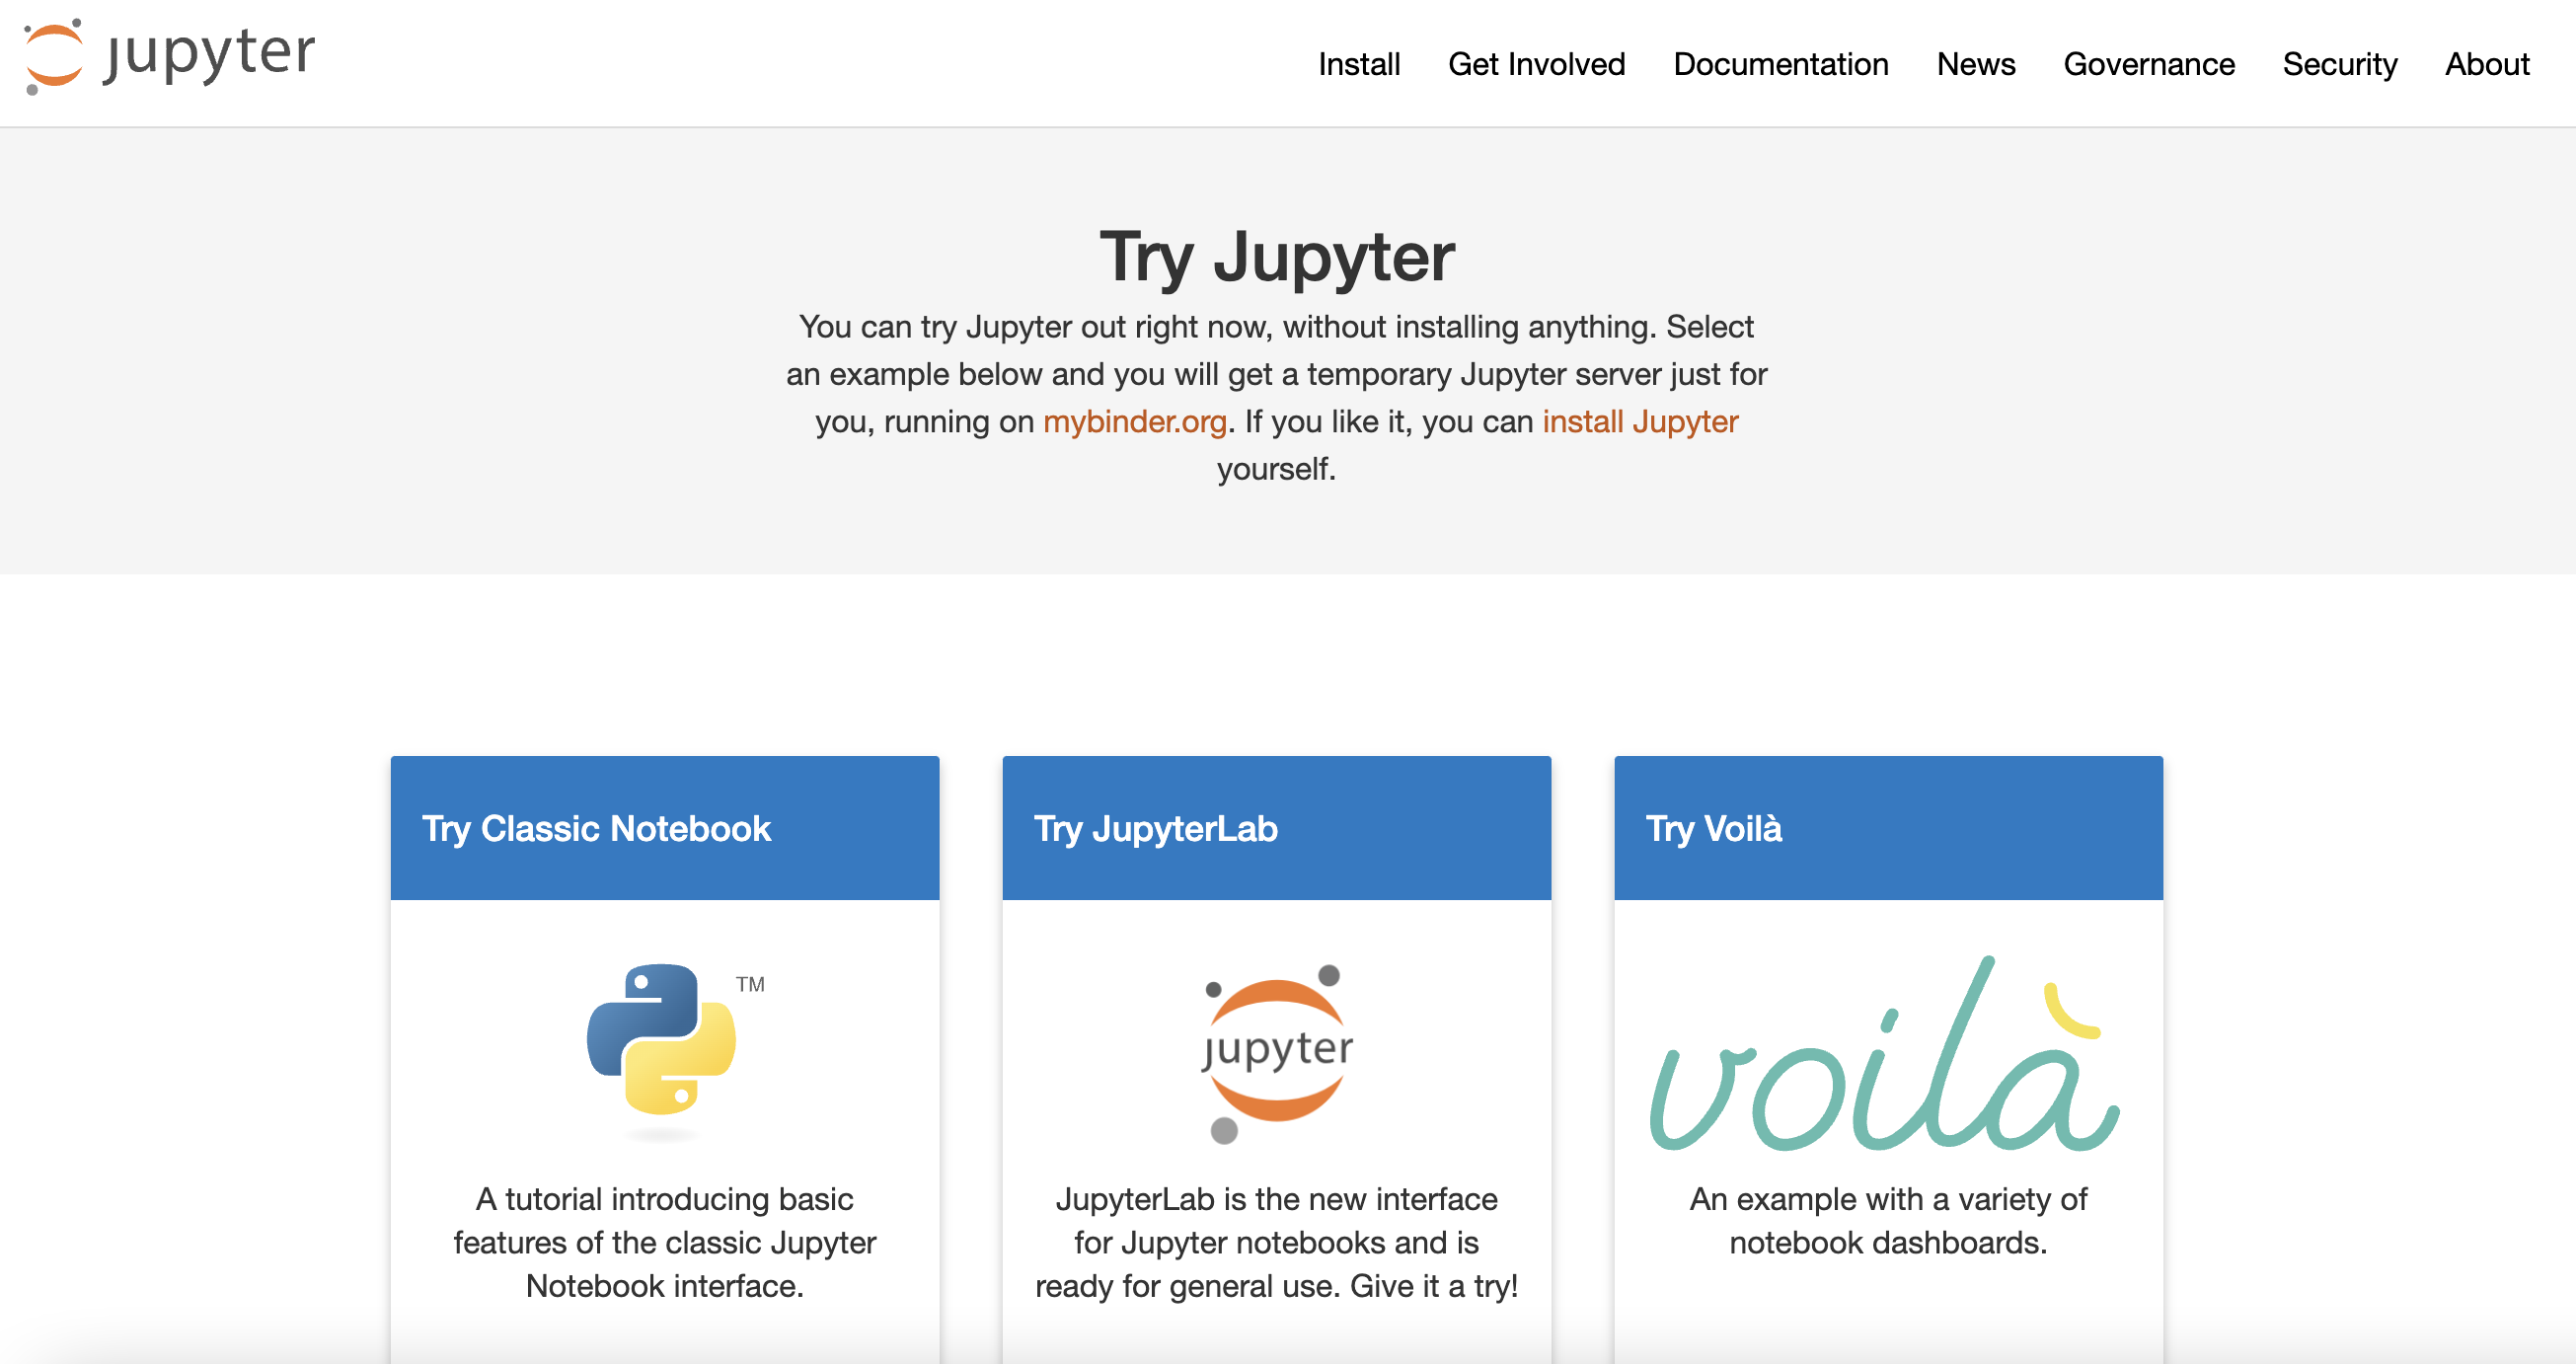 jupyter
Install Get Involved Documentation News Governance Security About
Try Jupyter
You can try Jupyter out right now, without installing anything. Select
an example below and you will get a temporary Jupyter server just for
you, running on mybinder.org. If you like it, you can install Jupyter
yourself.
Try Classic Notebook
TM
A tutorial introducing basic
features of the classic Jupyter
Notebook interface.
Try JupyterLab
jupyter
JupyterLab is the new interface
for Jupyter notebooks and is
ready for general use. Give it a try!
Try Voilà
voilà
An example with a variety of
notebook dashboards.